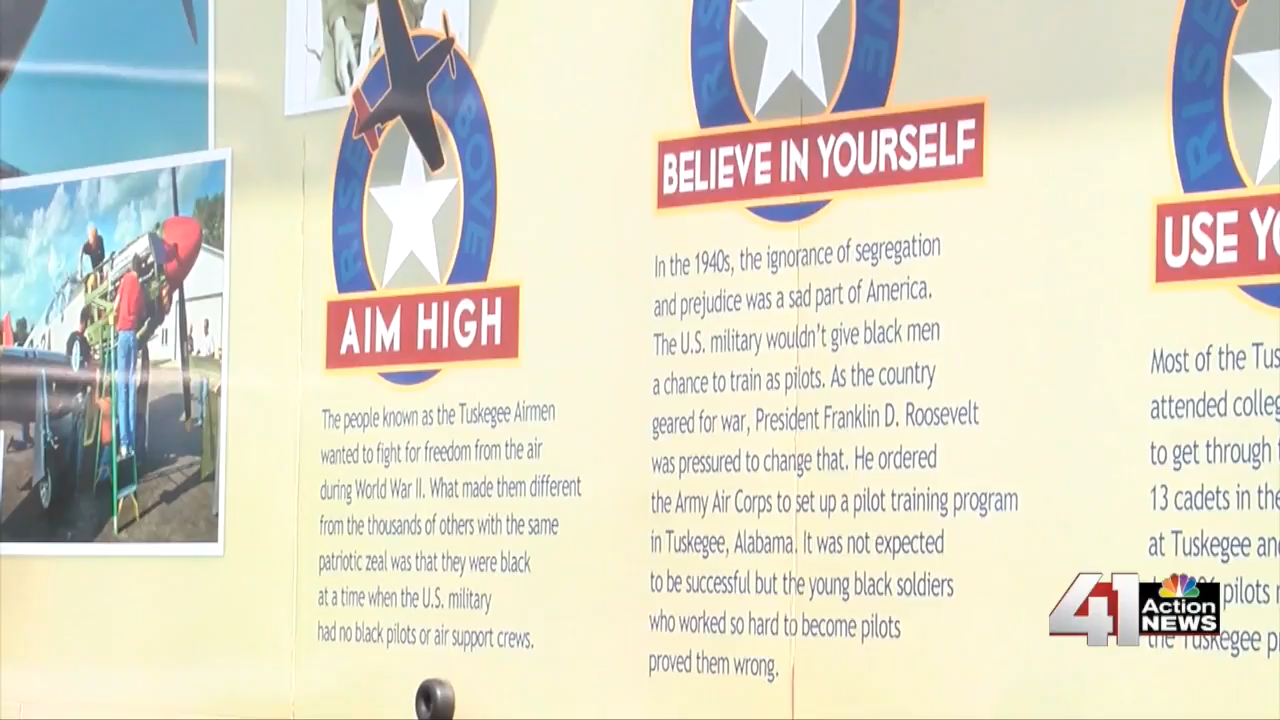 RISE ABOVE
AIM HIGH
The people known as the Tuskegee Airmen
wanted to fight for freedom from the air
during World War II. What made them different
from the thousands of others with the same
patriotic zeal was that they were black
at a time when the U.S. military
had no black pilots or air support crews.
RISE ABOVE
BELIEVE IN YOURSELF
In the 1940s, the ignorance of segregation
and prejudice was a sad part of America.
The U.S. military wouldn't give black men
a chance to train as pilots. As the country
geared for war, President Franklin D. Roosevelt
was pressured to change that. He ordered
the Army Air Corps to set up a pilot training program
in Tuskegee, Alabama. It was not expected
to be successful but the young black soldiers
who worked so hard to become pilots
proved them wrong.
RISE
USE
Most of the
attended
to get through
13 cadets in the
at Tuskegee
pilots
the Tuskegee
41 Action
NEWS